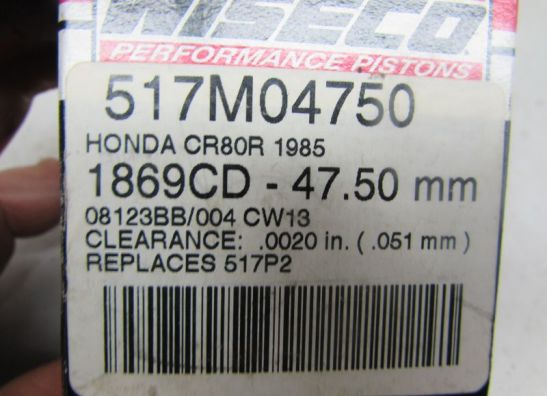 WISECO
PERFORMANCE PISTONS
517M04750
HONDA CR80R 1985
1869CD - 47.50 mm
08123BB/004 CW13
CLEARANCE: .0020 in. ( .051 mm )
REPLACES 517P2